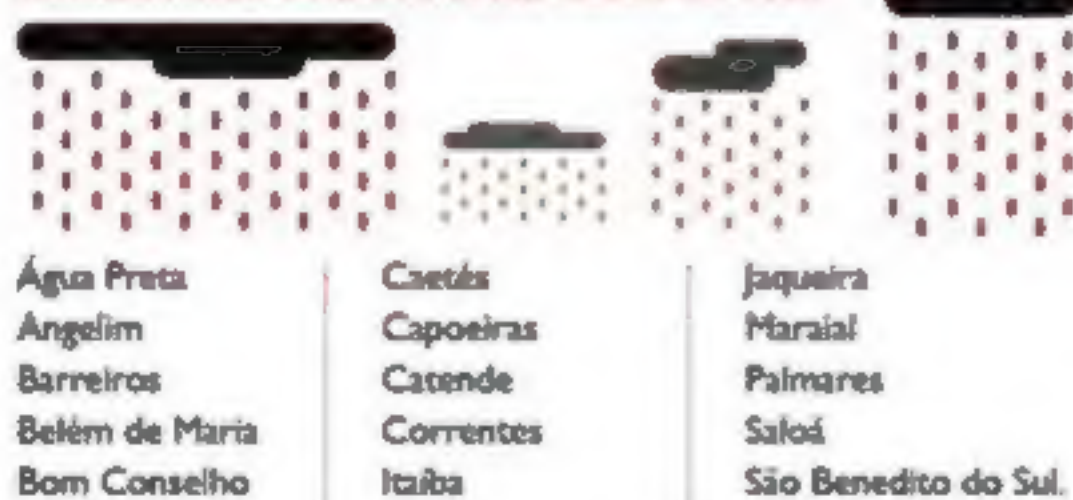 Água Preta
Angelim
Barreiros
Belém de Maria
Bom Conselho
Caetés
Capoeiras
Catende
Correntes
Itaíba
Jaqueira
Maraial
Palmares
Saloá
São Benedito do Sul